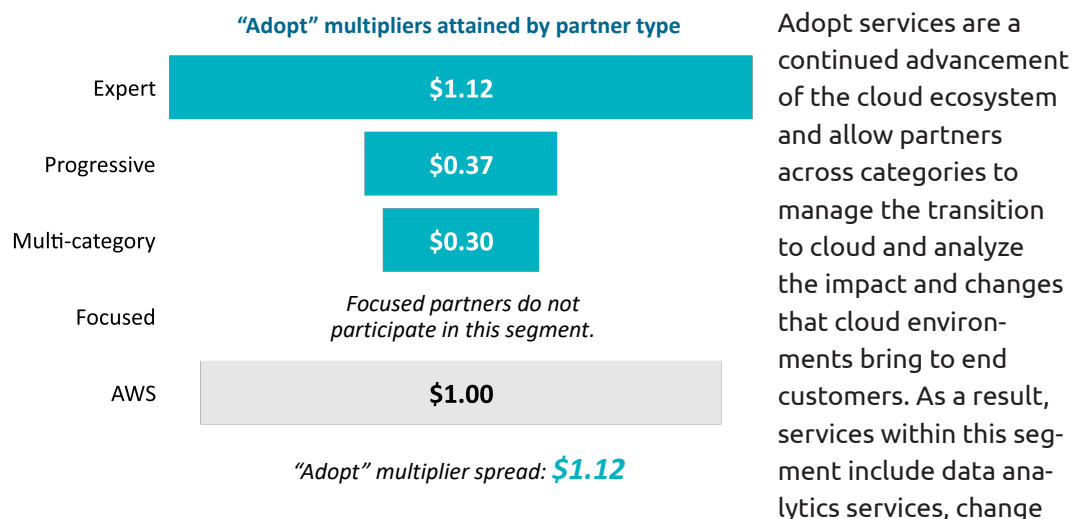 “Adopt” multipliers attained by partner type
Expert
$1.12
Progressive
$0.37
Multi-category
$0.30
Focused
Focused partners do not
participate in this segment.
AWS
$1.00
“Adopt” multiplier spread: $1.12
Adopt services are a
continued advancement
of the cloud ecosystem
and allow partners
across categories to
manage the transition
to cloud and analyze
the impact and changes
that cloud environ-
ments bring to end
customers. As a result,
services within this seg-
ment include data ana-
lytics services, change